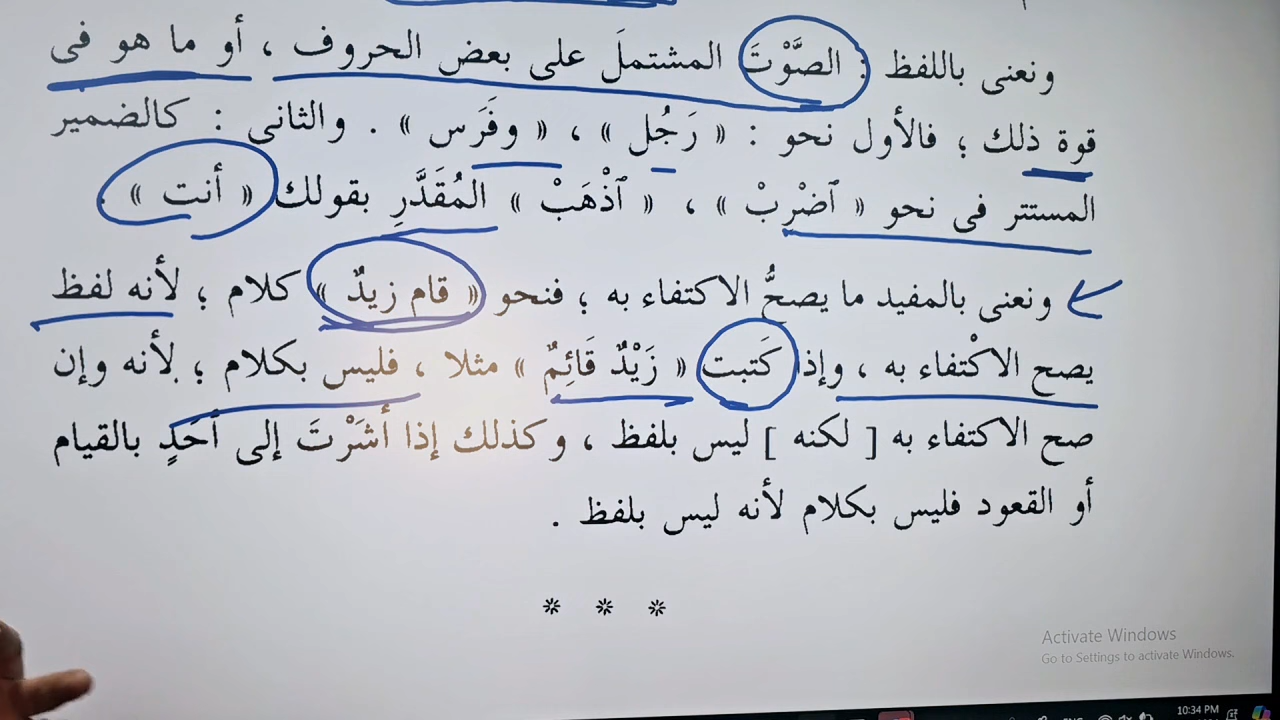 ونعنى باللفظ : الصَّوْتَ المشتملَ على بعض الحروف ، أو ما هو فى
قوة ذلك ؛ فالأول نحو : « رَجُل » ، « وفَرَس » . والثانى : كالضمير
المستتر فى نحو « ٱضْرِبْ » ، « ٱذْهَبْ » المُقَدَّرِ بقولك « أنت » .
ونعنى بالمفيد ما يصحُّ الاكتفاء به ؛ فنحو « قام زيدٌ » كلام ؛ لأنه لفظ
يصح الاكْتفاء به ، وإذا كَتبت « زَيْدٌ قَائِمٌ » مثلا ، فليس بكلام ؛ لأنه وإن
صح الاكتفاء به [ لكنه ] ليس بلفظ ، وكذلك إذا أَشَرْتَ إلى أَحَدٍ بالقيام
أو القعود فليس بكلام لأنه ليس بلفظ .
* * *
Activate Windows
Go to Settings to activate Windows.
10:34 PM